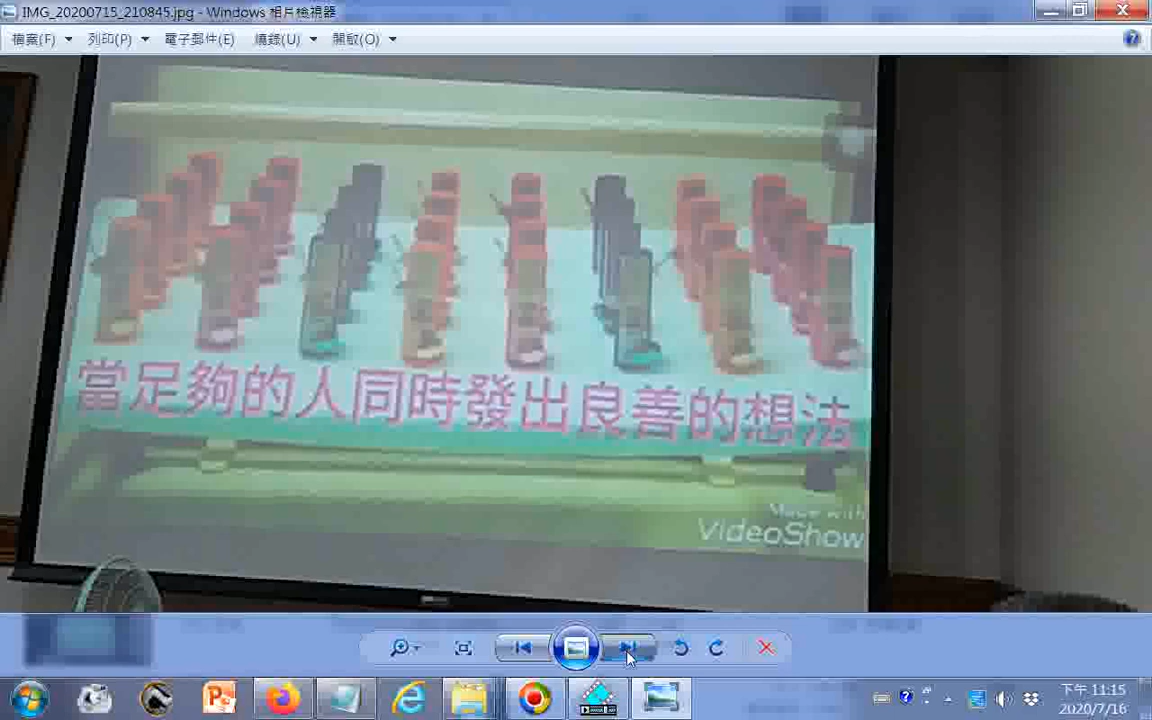 IMG_20200715_210845.jpg - Windows 相片檢視器
檔案(F) 列印(P) 電子郵件(E) 燒錄(U) 開啟(O)
當足夠的人同時發出良善的想法
Made with
VideoShow
下午 11:15
2020/7/16